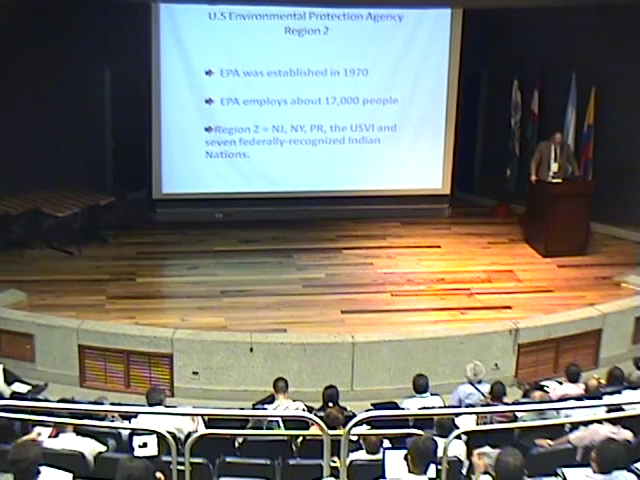 U.S Environmental Protection Agency
Region 2
EPA was established in 1970
EPA employs about 17,000 people
Region 2 = NJ, NY, PR, the USVI and
seven federally-recognized Indian
Nations.